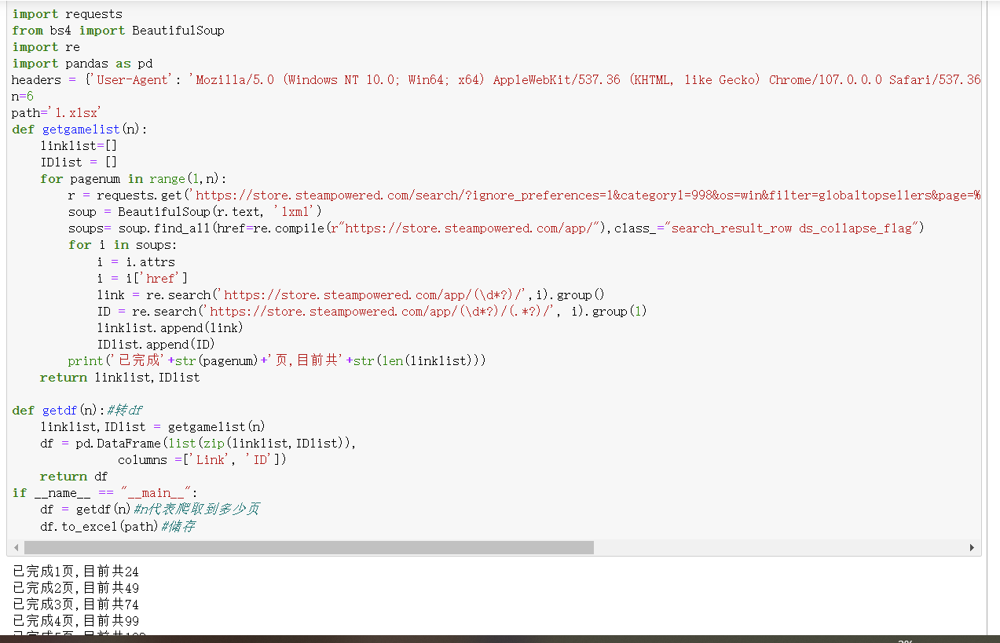 import requests
from bs4 import BeautifulSoup
import re
import pandas as pd
headers = {'User-Agent': 'Mozilla/5.0 (Windows NT 10.0; Win64; x64) AppleWebKit/537.36 (KHTML, like Gecko) Chrome/107.0.0.0 Safari/537.36
n=6
path='1.xlsx'
def getgamelist(n):
    linklist=[]
    IDlist = []
    for pagenum in range(1,n):
        r = requests.get('https://store.steampowered.com/search/?ignore_preferences=1&category1=998&os=win&filter=globaltopsellers&page=%
        soup = BeautifulSoup(r.text, 'lxml')
        soups= soup.find_all(href=re.compile(r"https://store.steampowered.com/app/"),class_="search_result_row ds_collapse_flag")
        for i in soups:
            i = i.attrs
            i = i['href']
            link = re.search('https://store.steampowered.com/app/(\d*?)/',i).group()
            ID = re.search('https://store.steampowered.com/app/(\d*?)/(.*?)/', i).group(1)
            linklist.append(link)
            IDlist.append(ID)
        print('已完成'+str(pagenum)+'页,目前共'+str(len(linklist)))
    return linklist,IDlist

def getdf(n):#转df
    linklist,IDlist = getgamelist(n)
    df = pd.DataFrame(list(zip(linklist,IDlist)),
               columns =['Link', 'ID'])
    return df
if __name__ == "__main__":
    df = getdf(n)#n代表爬取到多少页
    df.to_excel(path)#储存
已完成1页,目前共24
已完成2页,目前共49
已完成3页,目前共74
已完成4页,目前共99